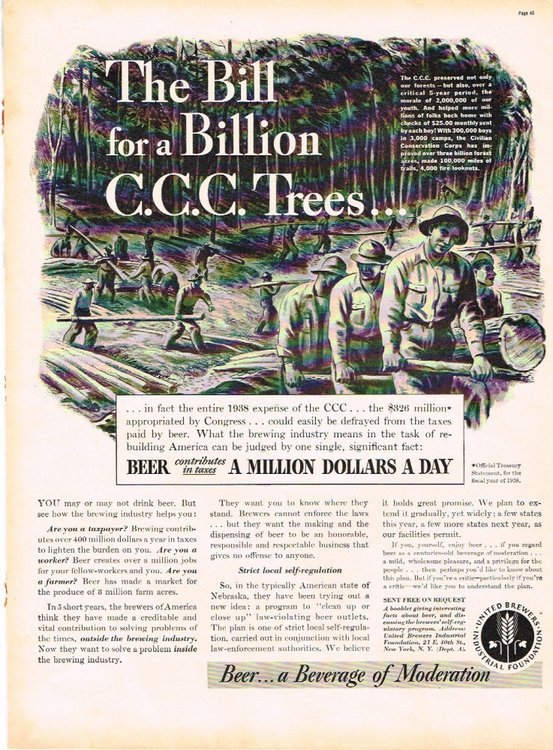 Page 40
The Bill
for a Billion
C.C.C. Trees...
The C.C.C. preserved not only
our forests—but also, over a
critical 5-year period, the
morale of 2,000,000 of our
youth. And helped more mil-
lions of folks back home with
checks of $25.00 monthly sent
by each boy! With 300,000 boys
in 3,000 camps, the Civilian
Conservation Corps has im-
proved over three billion forest
acres, made 100,000 miles of
trails, 4,000 fire lookouts.
. . . in fact the entire 1938 expense of the CCC . . . the $326 million*
appropriated by Congress . . . could easily be defrayed from the taxes
paid by beer. What the brewing industry means in the task of re-
building America can be judged by one single, significant fact:
BEER contributes in taxes A MILLION DOLLARS A DAY
*Official Treasury
Statement, for the
fiscal year of 1938.
YOU may or may not drink beer. But
see how the brewing industry helps you:
Are you a taxpayer? Brewing contrib-
utes over 400 million dollars a year in taxes
to lighten the burden on you. Are you a
worker? Beer creates over a million jobs
for your fellow-workers and you. Are you
a farmer? Beer has made a market for
the produce of 3 million farm acres.
In 5 short years, the brewers of America
think they have made a creditable and
vital contribution to solving problems of
the times, outside the brewing industry.
Now they want to solve a problem inside
the brewing industry.
They want you to know where they
stand. Brewers cannot enforce the laws
. . . but they want the making and the
dispensing of beer to be an honorable,
responsible and respectable business that
gives no offense to anyone.
Strict local self-regulation
So, in the typically American state of
Nebraska, they have been trying out a
new idea: a program to "clean up or
close up" law-violating beer outlets.
The plan is one of strict local self-regula-
tion, carried out in conjunction with local
law-enforcement authorities. We believe
it holds great promise. We plan to ex-
tend it gradually, yet widely; a few states
this year, a few more states next year, as
our facilities permit.
If you, yourself, enjoy beer . . . if you regard
beer as a centuries-old beverage of moderation . . .
a mild, wholesome pleasure, and a privilege for the
people . . . then perhaps you'd like to know about
this plan. But if you're a critic—particularly if you're
a critic—we'd like you to understand the plan.
SENT FREE ON REQUEST
A booklet giving interesting
facts about beer, and dis-
cussing the brewers' self-reg-
ulatory program. Address:
United Brewers Industrial
Foundation, 21 E. 40th St.,
New York, N. Y. (Dept. A).
UNITED BREWERS
INDUSTRIAL FOUNDATION
Beer...a Beverage of Moderation